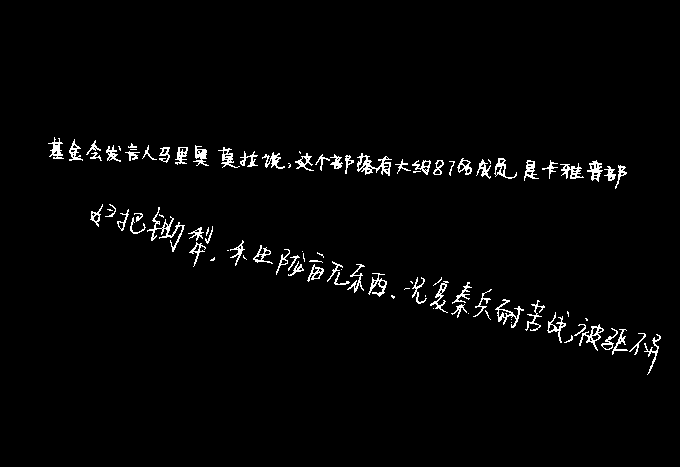 基金会发言人马里奥 莫拉说,这个部落有大约87名成员,是卡雅普部
妇把锄犁,禾生陇亩无东西、况复秦兵耐苦战,被驱不异